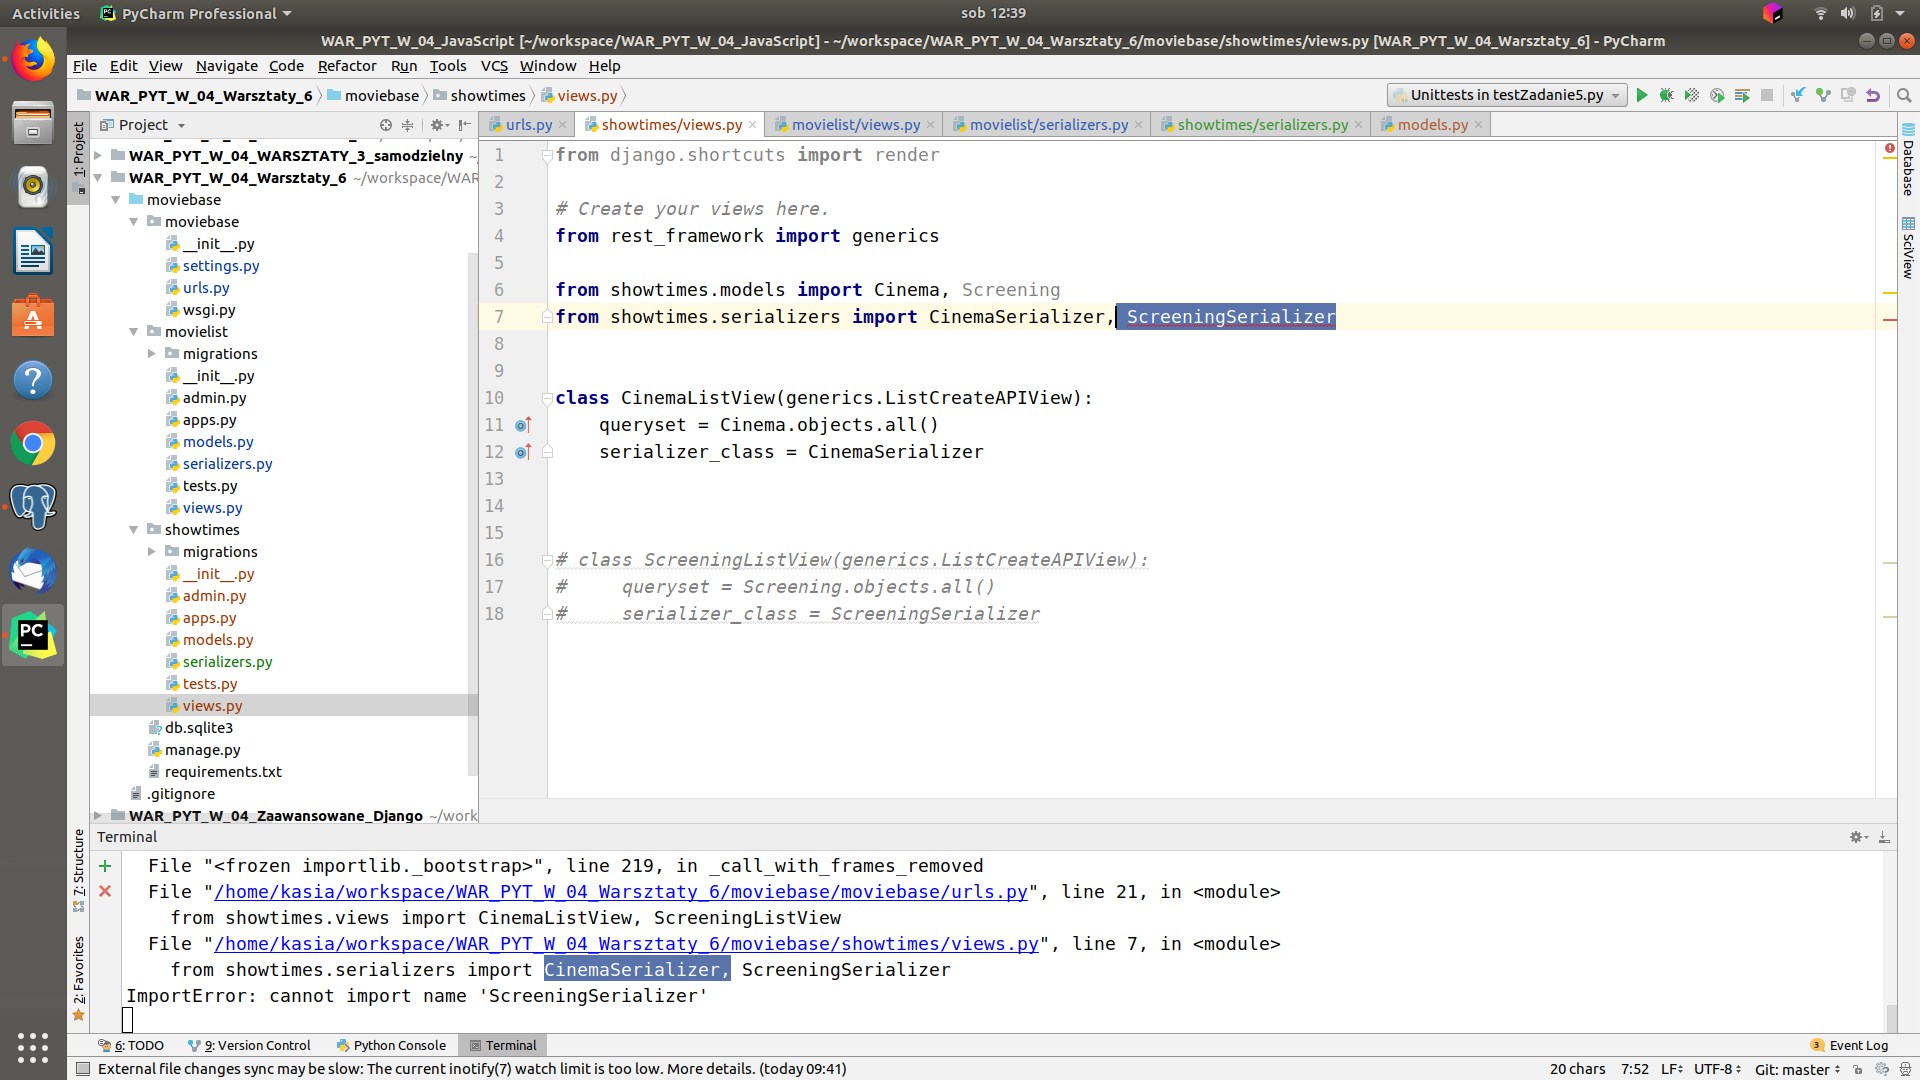 Activities
PyCharm Professional
sob 12:39
WAR_PYT_W_04_JavaScript [~/workspace/WAR_PYT_W_04_JavaScript] - ~/workspace/WAR_PYT_W_04_Warsztaty_6/moviebase/showtimes/views.py [WAR_PYT_W_04_Warsztaty_6] - PyCharm
File Edit View Navigate Code Refactor Run Tools VCS Window Help
WAR_PYT_W_04_Warsztaty_6 moviebase showtimes views.py
Unittests in testZadanie5.py
Project
urls.py
showtimes/views.py
movielist/views.py
movielist/serializers.py
showtimes/serializers.py
models.py
1: Project
7: Structure
2: Favorites
Database
SciView
WAR_PYT_W_04_WARSZTATY_3_samodzielny ~
WAR_PYT_W_04_Warsztaty_6 ~/workspace/WAR
moviebase
moviebase
__init__.py
settings.py
urls.py
wsgi.py
movielist
migrations
__init__.py
admin.py
apps.py
models.py
serializers.py
tests.py
views.py
showtimes
migrations
__init__.py
admin.py
apps.py
models.py
serializers.py
tests.py
views.py
db.sqlite3
manage.py
requirements.txt
.gitignore
WAR_PYT_W_04_Zaawansowane_Django ~/work
1 from django.shortcuts import render
2
3 # Create your views here.
4 from rest_framework import generics
5
6 from showtimes.models import Cinema, Screening
7 from showtimes.serializers import CinemaSerializer, ScreeningSerializer
8
9
10 class CinemaListView(generics.ListCreateAPIView):
11 queryset = Cinema.objects.all()
12 serializer_class = CinemaSerializer
13
14
15
16 # class ScreeningListView(generics.ListCreateAPIView):
17 # queryset = Screening.objects.all()
18 # serializer_class = ScreeningSerializer
Terminal
File "<frozen importlib._bootstrap>", line 219, in _call_with_frames_removed
File "/home/kasia/workspace/WAR_PYT_W_04_Warsztaty_6/moviebase/moviebase/urls.py", line 21, in <module>
from showtimes.views import CinemaListView, ScreeningListView
File "/home/kasia/workspace/WAR_PYT_W_04_Warsztaty_6/moviebase/showtimes/views.py", line 7, in <module>
from showtimes.serializers import CinemaSerializer, ScreeningSerializer
ImportError: cannot import name 'ScreeningSerializer'
6: TODO
9: Version Control
Python Console
Terminal
3 Event Log
External file changes sync may be slow: The current inotify(7) watch limit is too low. More details. (today 09:41)
20 chars 7:52 LF UTF-8 Git: master